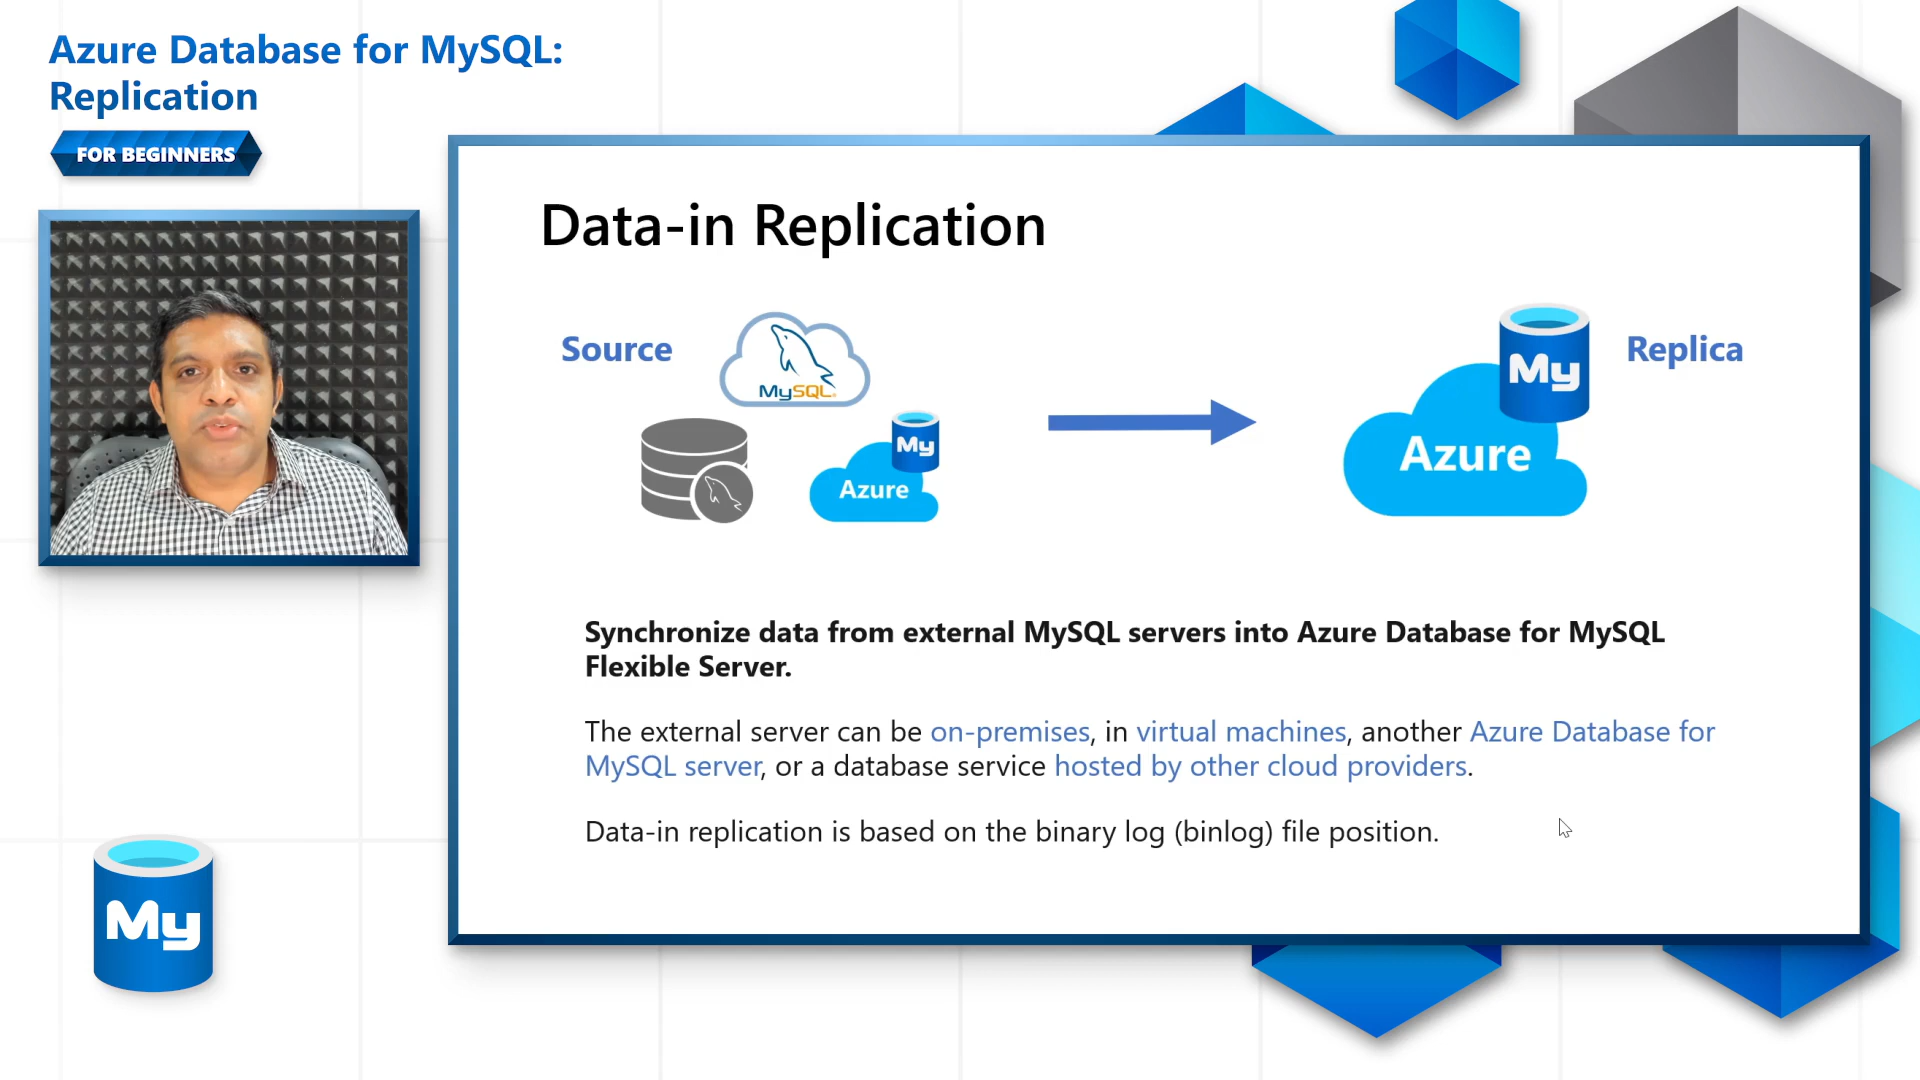 Azure Database for MySQL:
Replication
FOR BEGINNERS
Data-in Replication
Source
MySQL
My
Azure
My
Azure
Replica
Synchronize data from external MySQL servers into Azure Database for MySQL
Flexible Server.
The external server can be on-premises, in virtual machines, another Azure Database for
MySQL server, or a database service hosted by other cloud providers.
Data-in replication is based on the binary log (binlog) file position.
My